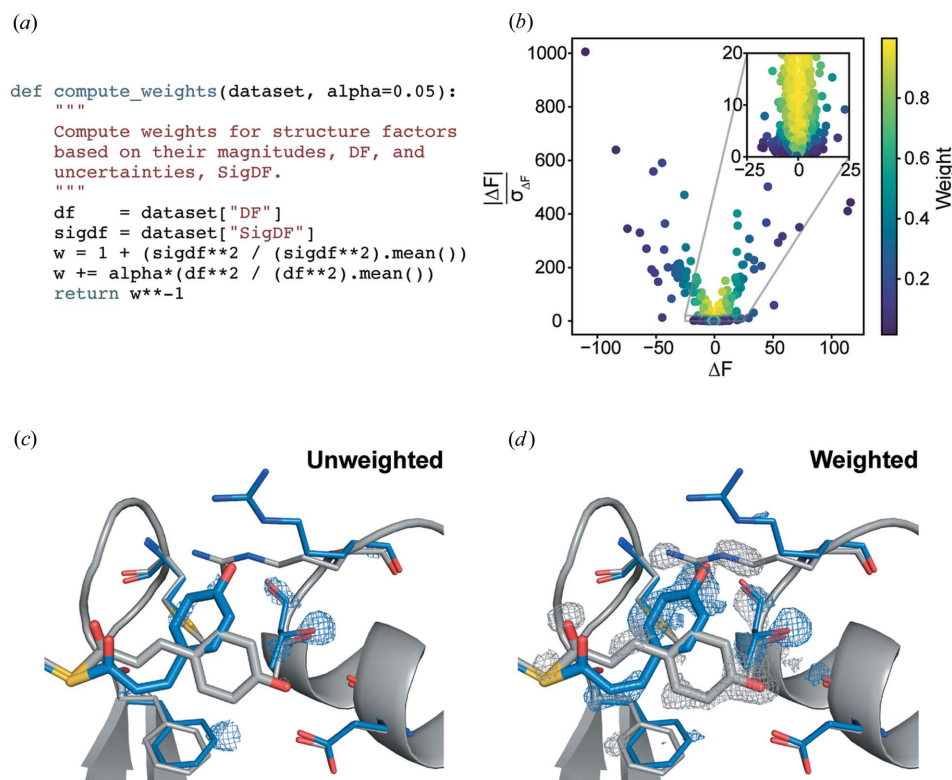 (a)
def compute_weights(dataset, alpha=0.05):
"""
Compute weights for structure factors
based on their magnitudes, DF, and
uncertainties, SigDF.
"""
df = dataset["DF"]
sigdf = dataset["SigDF"]
w = 1 + (sigdf**2 / (sigdf**2).mean())
w += alpha*(df**2 / (df**2).mean())
return w**-1
(b)
1000
800
600
400
200
0
|ΔF|
σΔF
−100
−50
0
50
100
ΔF
20
10
0
−25
0
25
0.8
0.6
0.4
0.2
Weight
(c)
Unweighted
(d)
Weighted